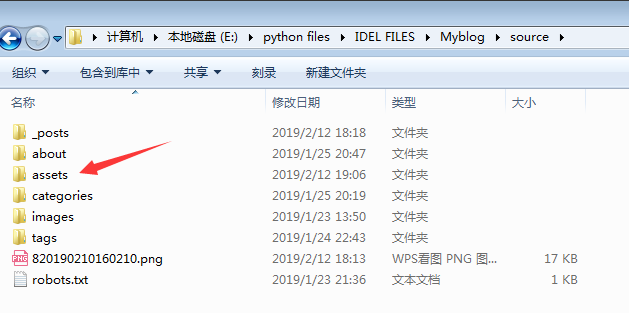 计算机 本地磁盘 (E:) python files IDEL FILES Myblog source
组织 包含到库中 共享 刻录 新建文件夹
名称 修改日期 类型 大小
_posts 2019/2/12 18:18 文件夹
about 2019/1/25 20:47 文件夹
assets 2019/2/12 19:06 文件夹
categories 2019/1/25 20:19 文件夹
images 2019/1/23 13:50 文件夹
tags 2019/1/24 22:43 文件夹
PNG 820190210160210.png 2019/2/12 18:13 WPS看图 PNG 图... 17 KB
robots.txt 2019/1/23 21:36 文本文档 1 KB